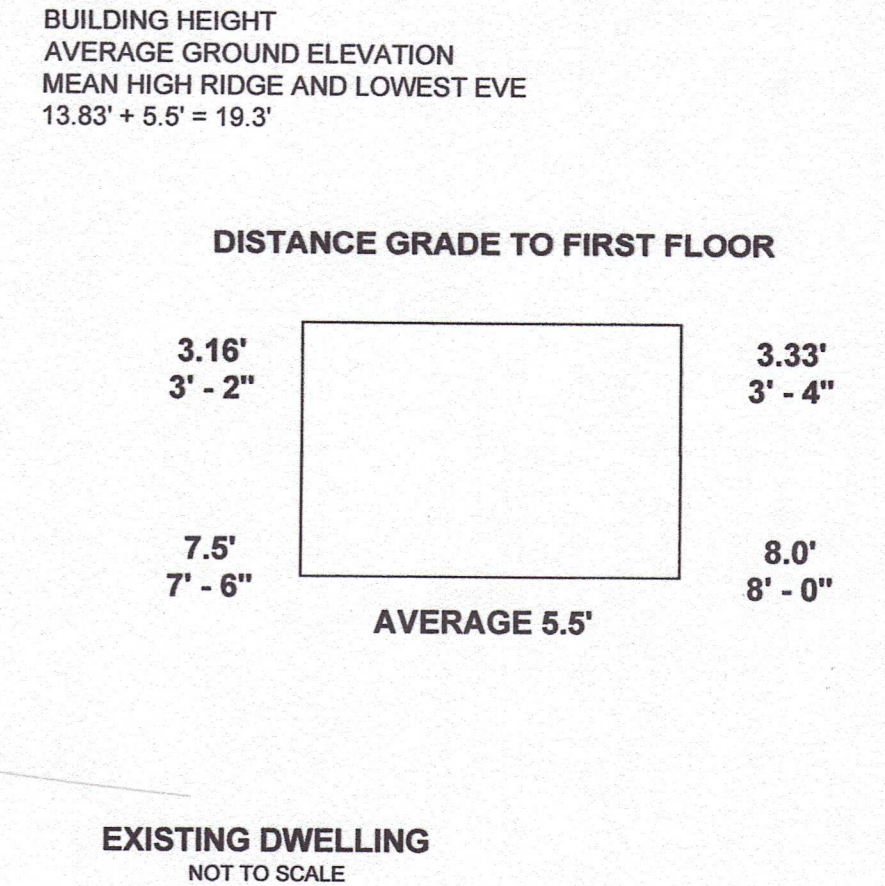 BUILDING HEIGHT
AVERAGE GROUND ELEVATION
MEAN HIGH RIDGE AND LOWEST EVE
13.83' + 5.5' = 19.3'
DISTANCE GRADE TO FIRST FLOOR
3.16'
3' - 2"
3.33'
3' - 4"
7.5'
7' - 6"
8.0'
8' - 0"
AVERAGE 5.5'
EXISTING DWELLING
NOT TO SCALE